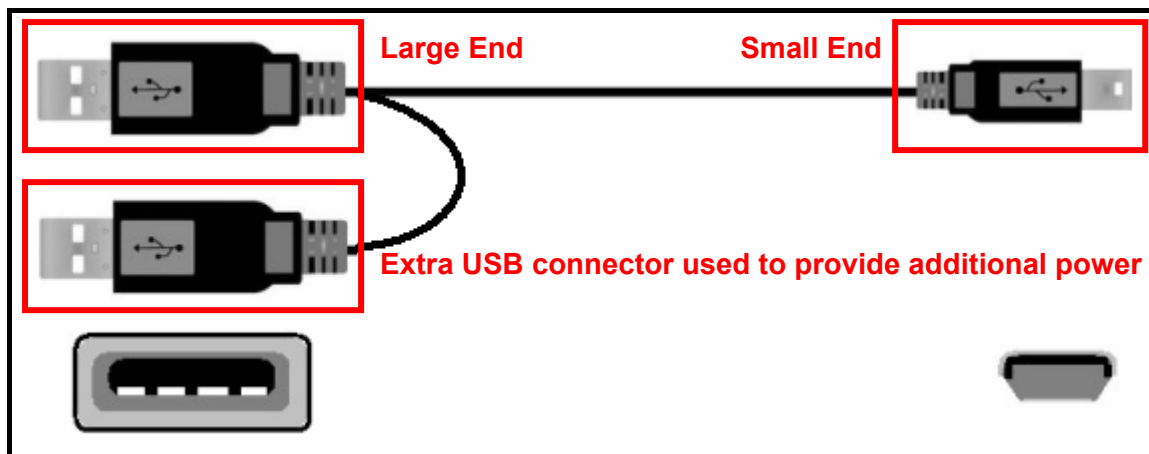 Large End
Small End
Extra USB connector used to provide additional power